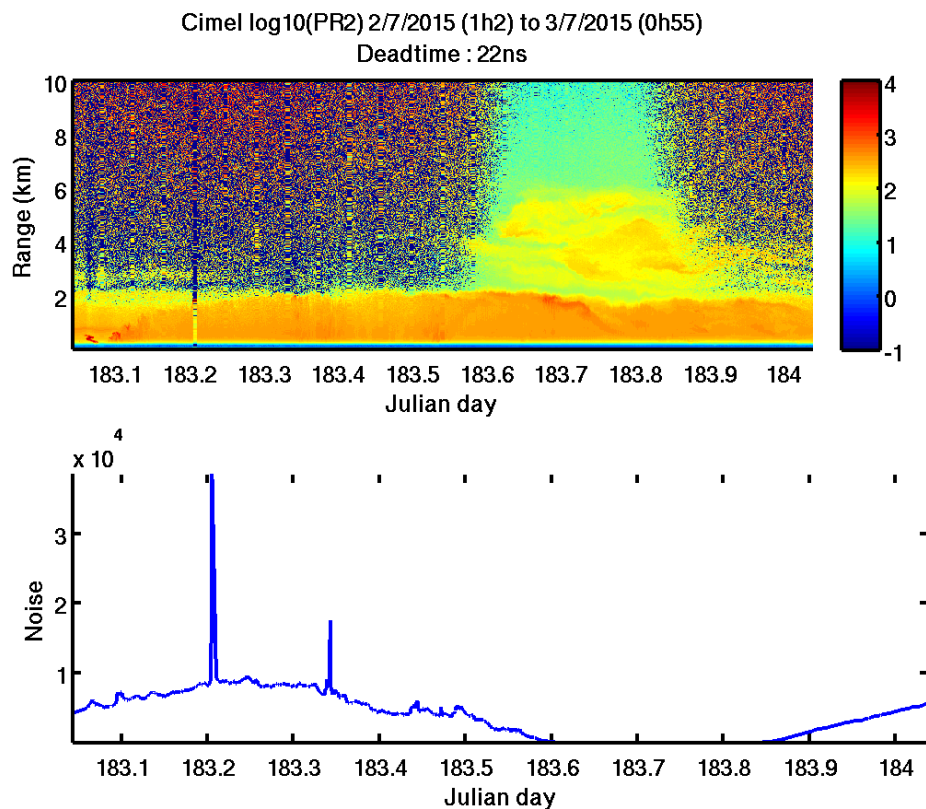 Cimel log10(PR2) 2/7/2015 (1h2) to 3/7/2015 (0h55)
Deadtime : 22ns
Range (km)
10
8
6
4
2
183.1 183.2 183.3 183.4 183.5 183.6 183.7 183.8 183.9 184
Julian day
4
3
2
1
0
-1
x 10^4
Noise
3
2
1
183.1 183.2 183.3 183.4 183.5 183.6 183.7 183.8 183.9 184
Julian day